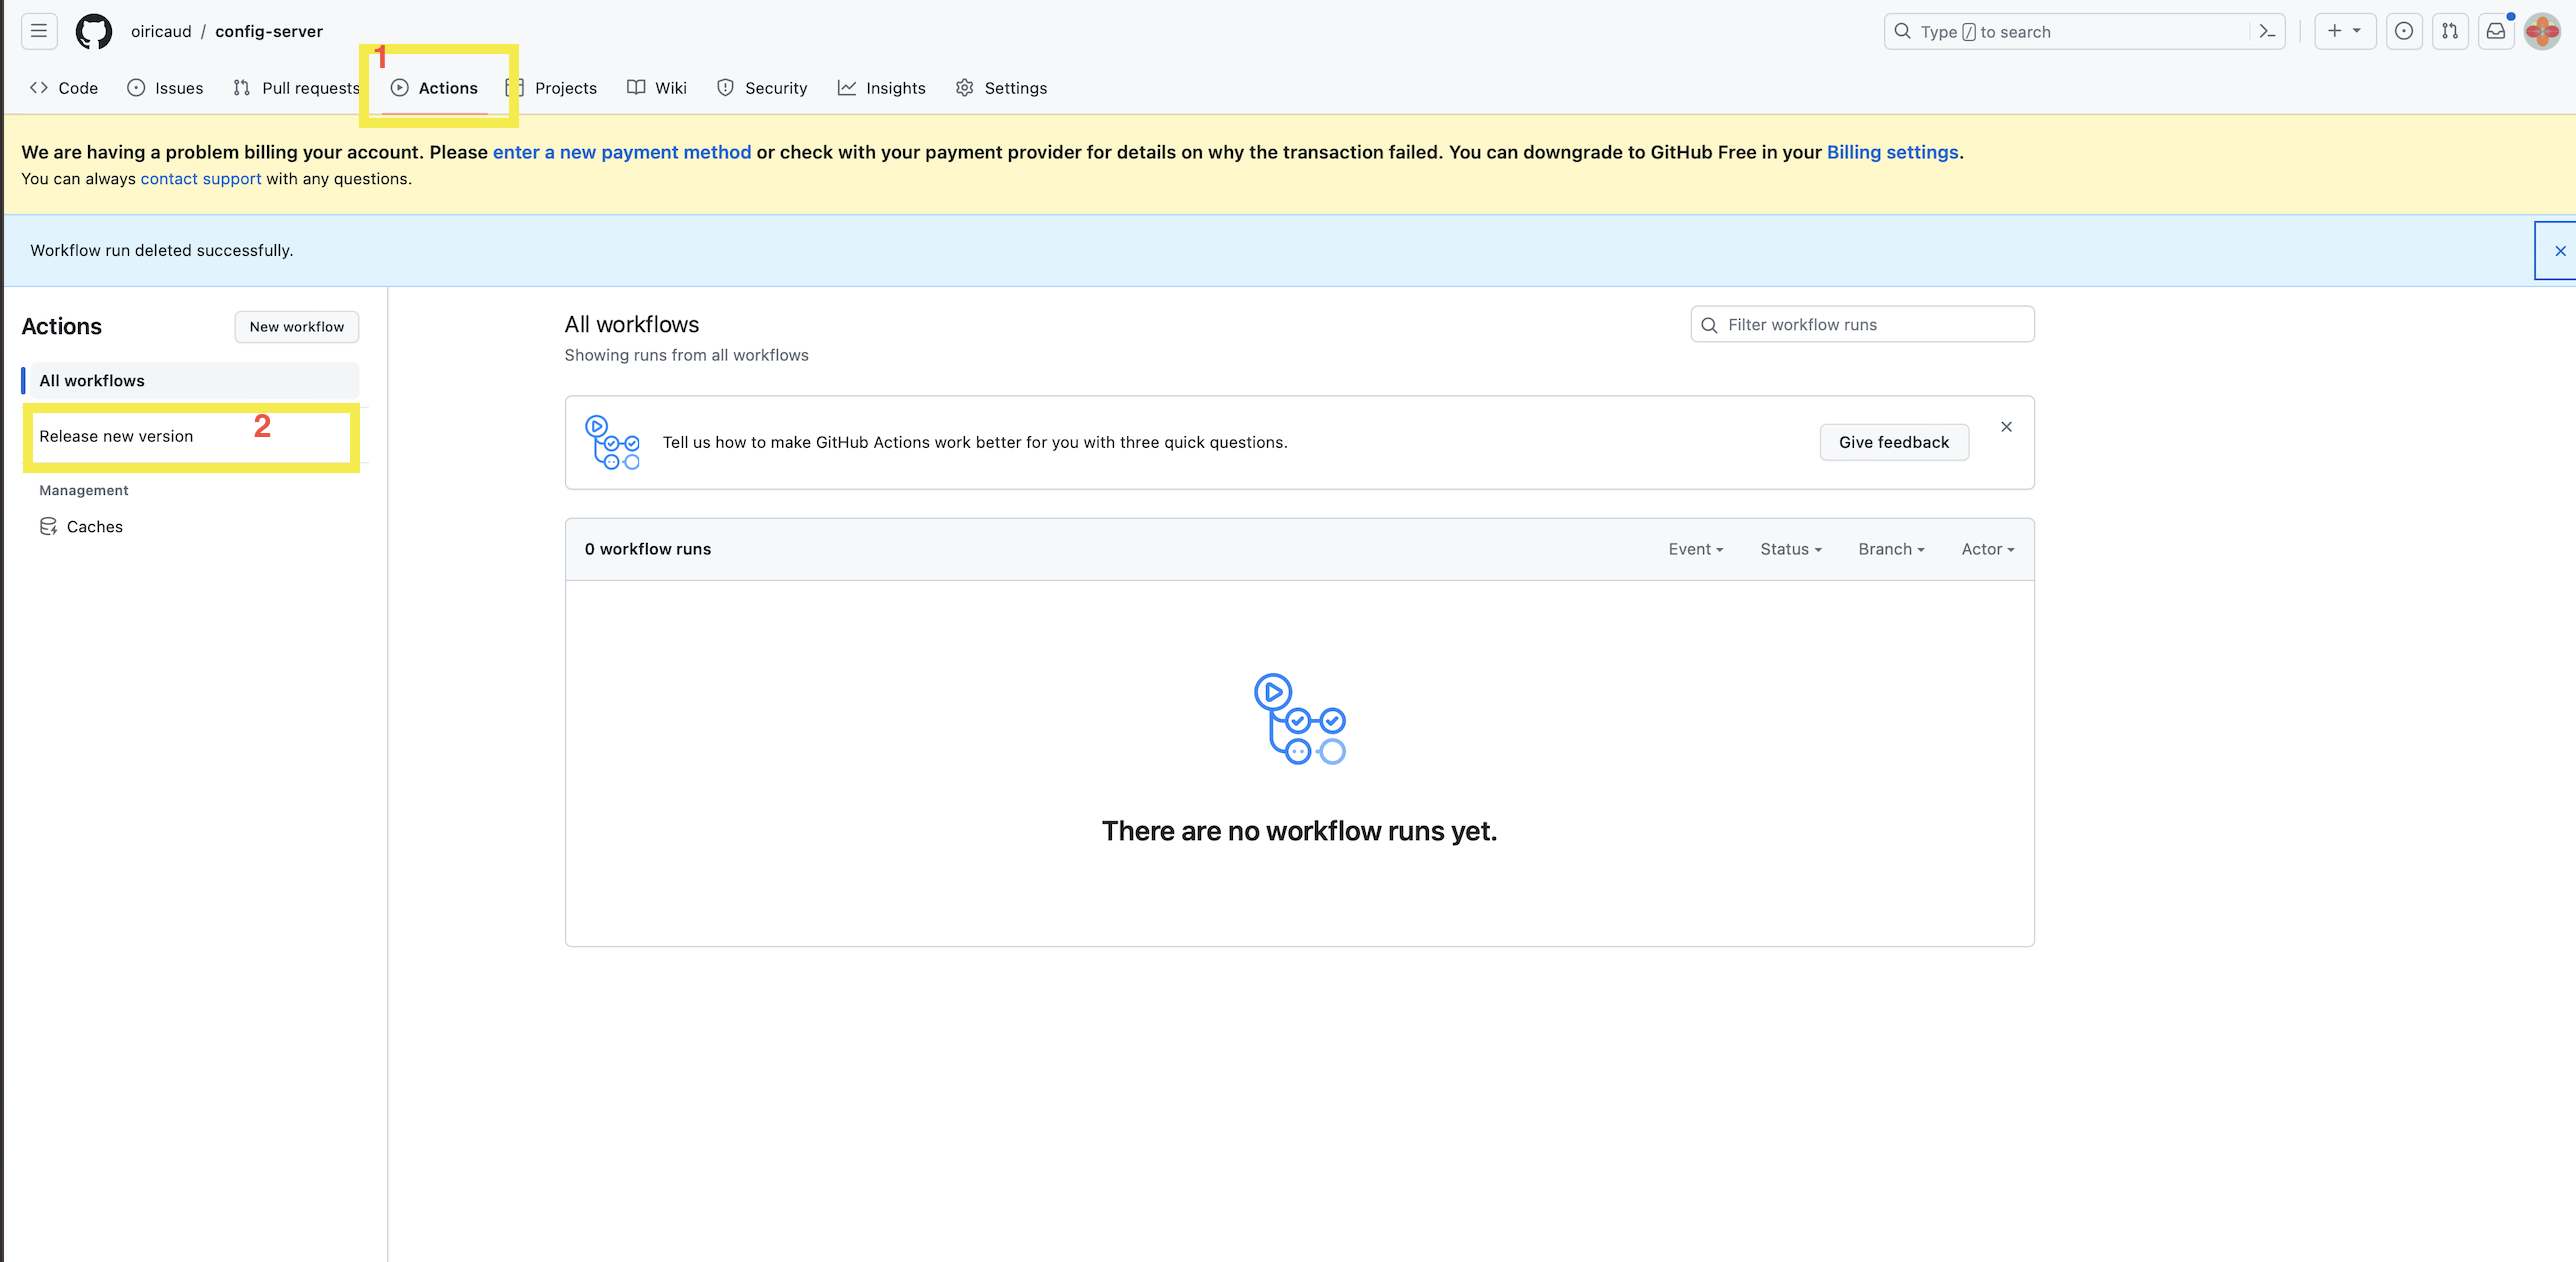 oiricaud / config-server
Type / to search
1
Code
Issues
Pull requests
Actions
Projects
Wiki
Security
Insights
Settings
We are having a problem billing your account. Please enter a new payment method or check with your payment provider for details on why the transaction failed. You can downgrade to GitHub Free in your Billing settings.
You can always contact support with any questions.
Workflow run deleted successfully.
Actions
New workflow
All workflows
Release new version
2
Management
Caches
All workflows
Showing runs from all workflows
Filter workflow runs
Tell us how to make GitHub Actions work better for you with three quick questions.
Give feedback
0 workflow runs
Event
Status
Branch
Actor
There are no workflow runs yet.